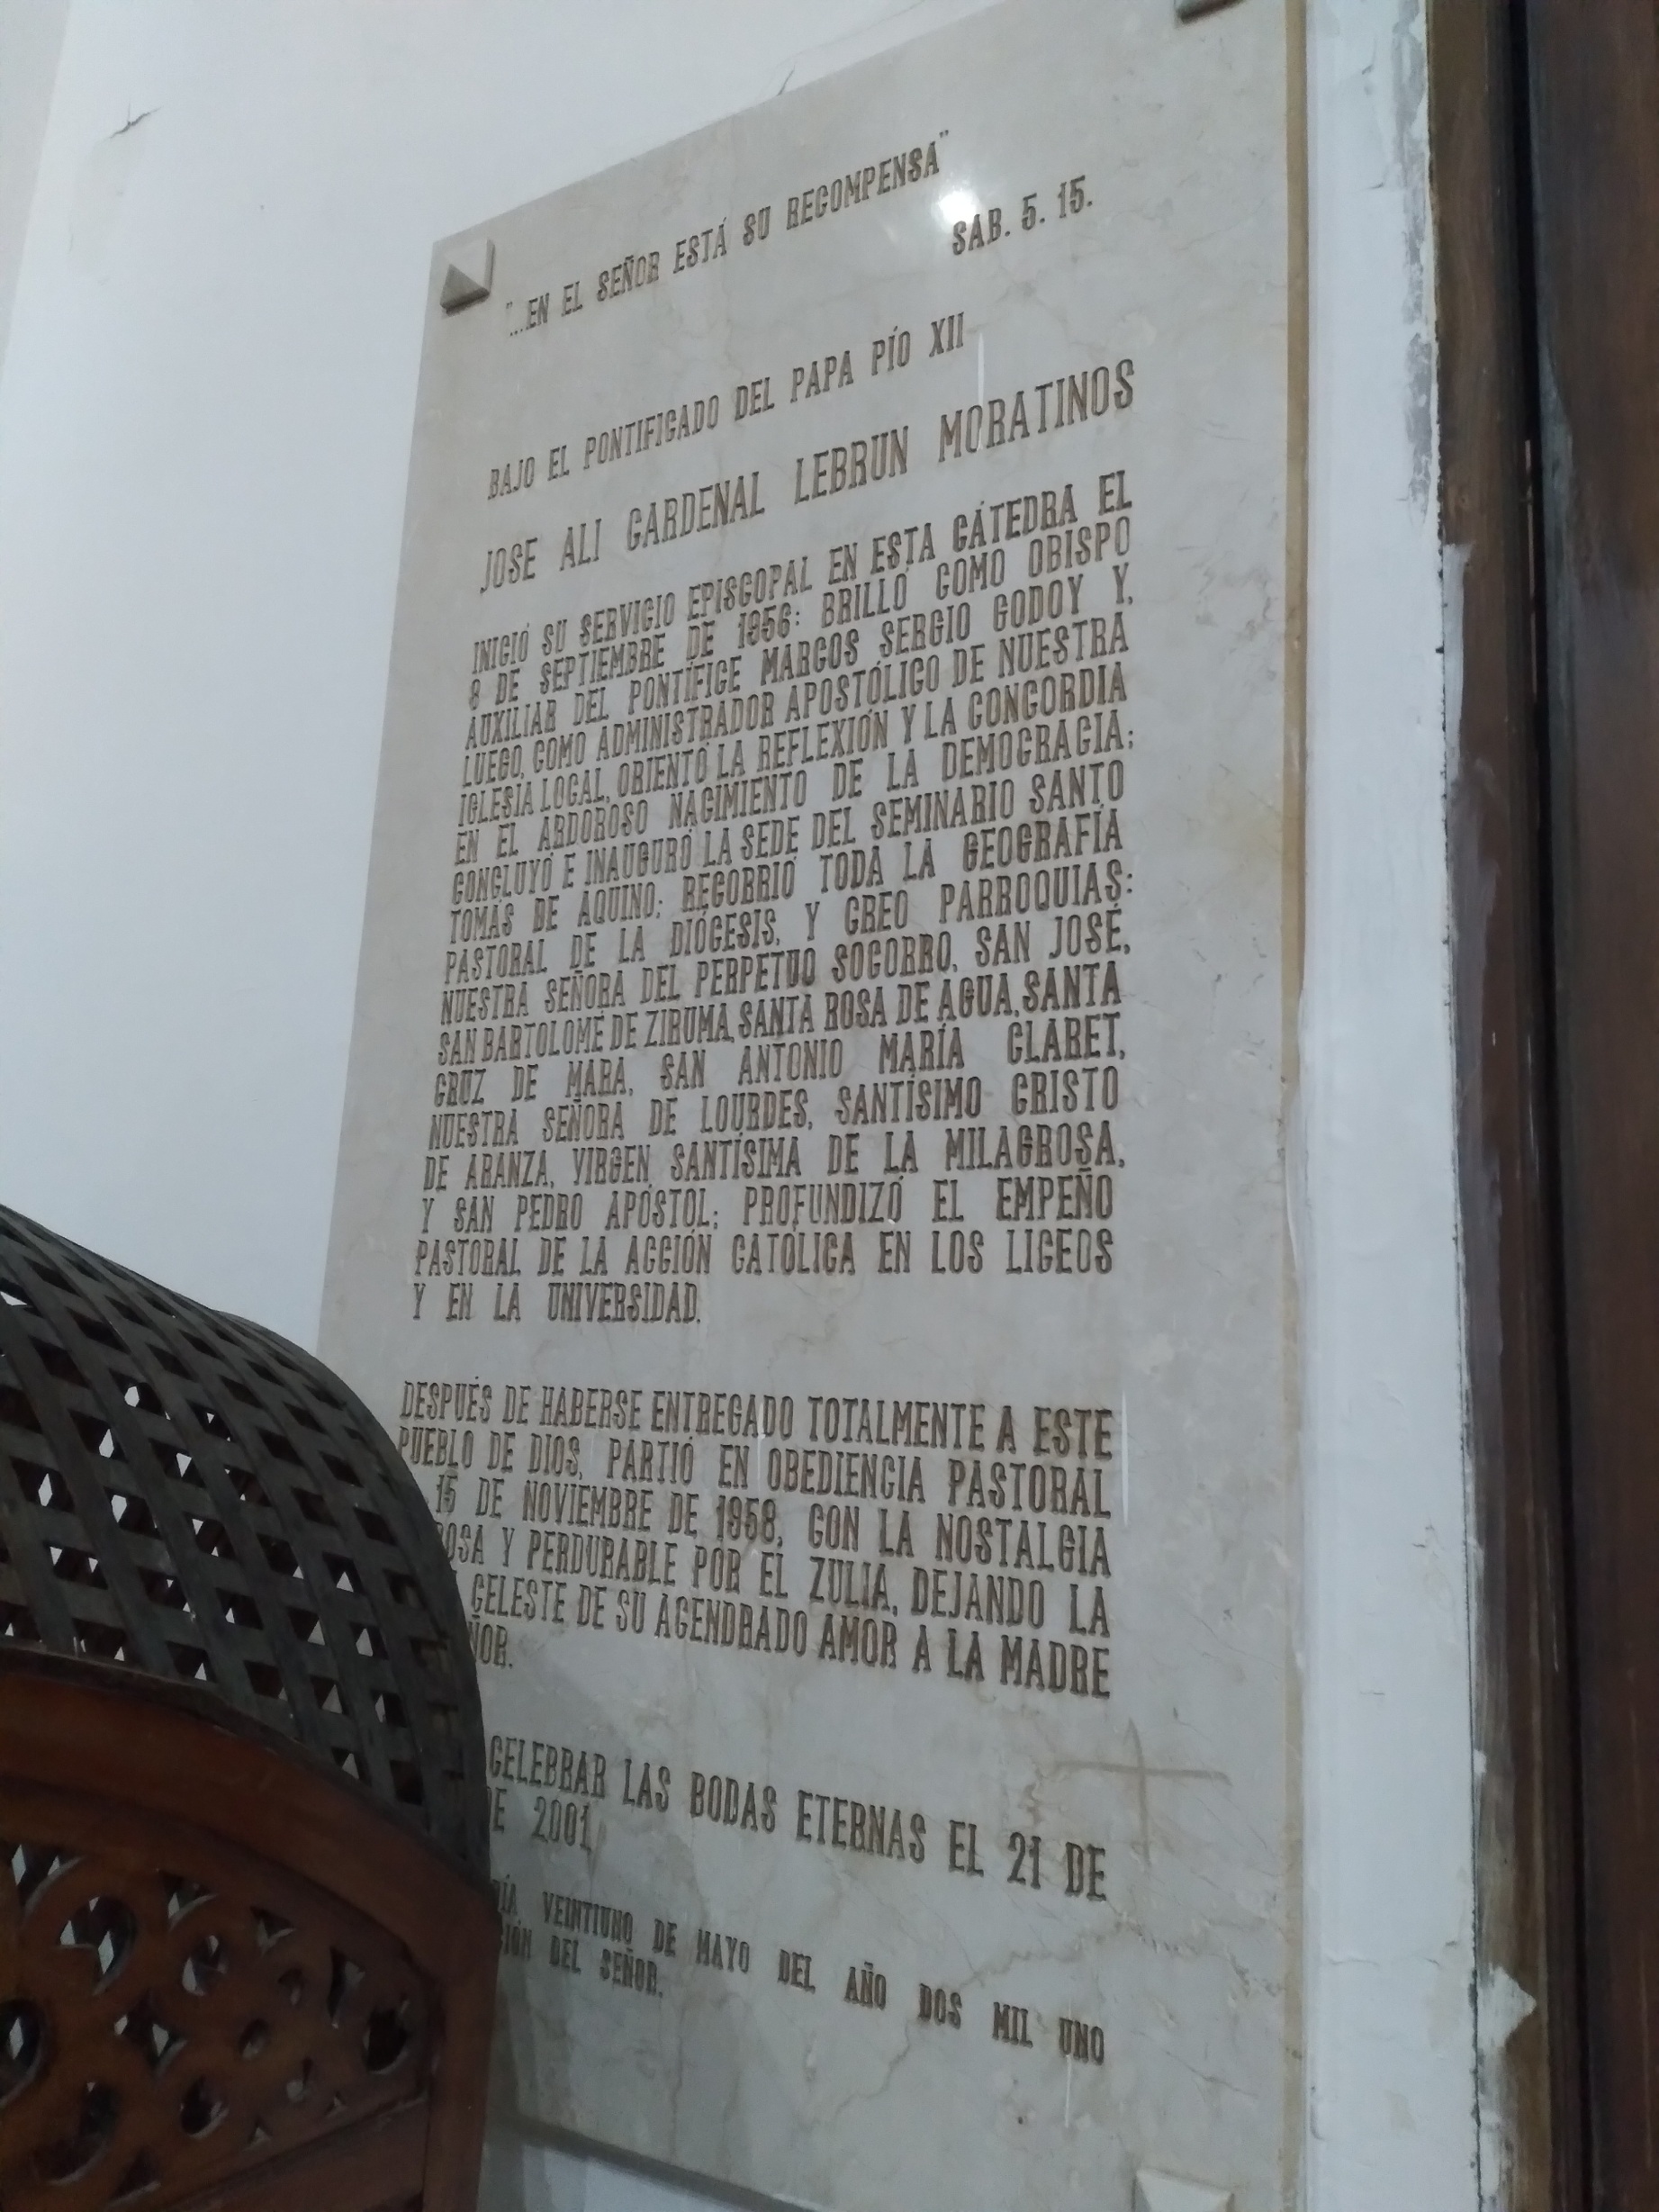 "...EN EL SEÑOR ESTÁ SU RECOMPENSA"
SAB. 5. 15.
BAJO EL PONTIFICADO DEL PAPA PÍO XII
JOSE ALI CARDENAL LEBRUN MORATINOS
INICIÓ SU SERVICIO EPISCOPAL EN ESTA CÁTEDRA EL
8 DE SEPTIEMBRE DE 1956: BRILLÓ COMO OBISPO
AUXILIAR DEL PONTÍFICE MARCOS SERGIO GODOY Y,
LUEGO, COMO ADMINISTRADOR APOSTÓLICO DE NUESTRA
IGLESIA LOCAL, ORIENTÓ LA REFLEXIÓN Y LA CONCORDIA
EN EL ARDOROSO NACIMIENTO DE LA DEMOCRACIA;
CONCLUYÓ E INAUGURÓ LA SEDE DEL SEMINARIO SANTO
TOMÁS DE AQUINO; RECORRIÓ TODA LA GEOGRAFÍA
PASTORAL DE LA DIÓCESIS, Y CREO PARROQUIAS:
NUESTRA SEÑORA DEL PERPETUO SOCORRO, SAN JOSÉ,
SAN BARTOLOMÉ DE ZIRUMA, SANTA ROSA DE AGUA, SANTA
CRUZ DE MARA, SAN ANTONIO MARÍA CLARET,
NUESTRA SEÑORA DE LOURDES, SANTÍSIMO CRISTO
DE ARANZA, VIRGEN SANTÍSIMA DE LA MILAGROSA,
Y SAN PEDRO APÓSTOL; PROFUNDIZÓ EL EMPEÑO
PASTORAL DE LA ACCIÓN CATÓLICA EN LOS LICEOS
Y EN LA UNIVERSIDAD.
DESPUÉS DE HABERSE ENTREGADO TOTALMENTE A ESTE
PUEBLO DE DIOS, PARTIÓ EN OBEDIENCIA PASTORAL
15 DE NOVIEMBRE DE 1958, CON LA NOSTALGIA
Y PERDURABLE POR EL ZULIA, DEJANDO LA
CELESTE DE SU ACENDRADO AMOR A LA MADRE
CELEBRAR LAS BODAS ETERNAS EL 21 DE
DE 2001
VEINTIUNO DE MAYO DEL AÑO DOS MIL UNO
DEL SEÑOR.